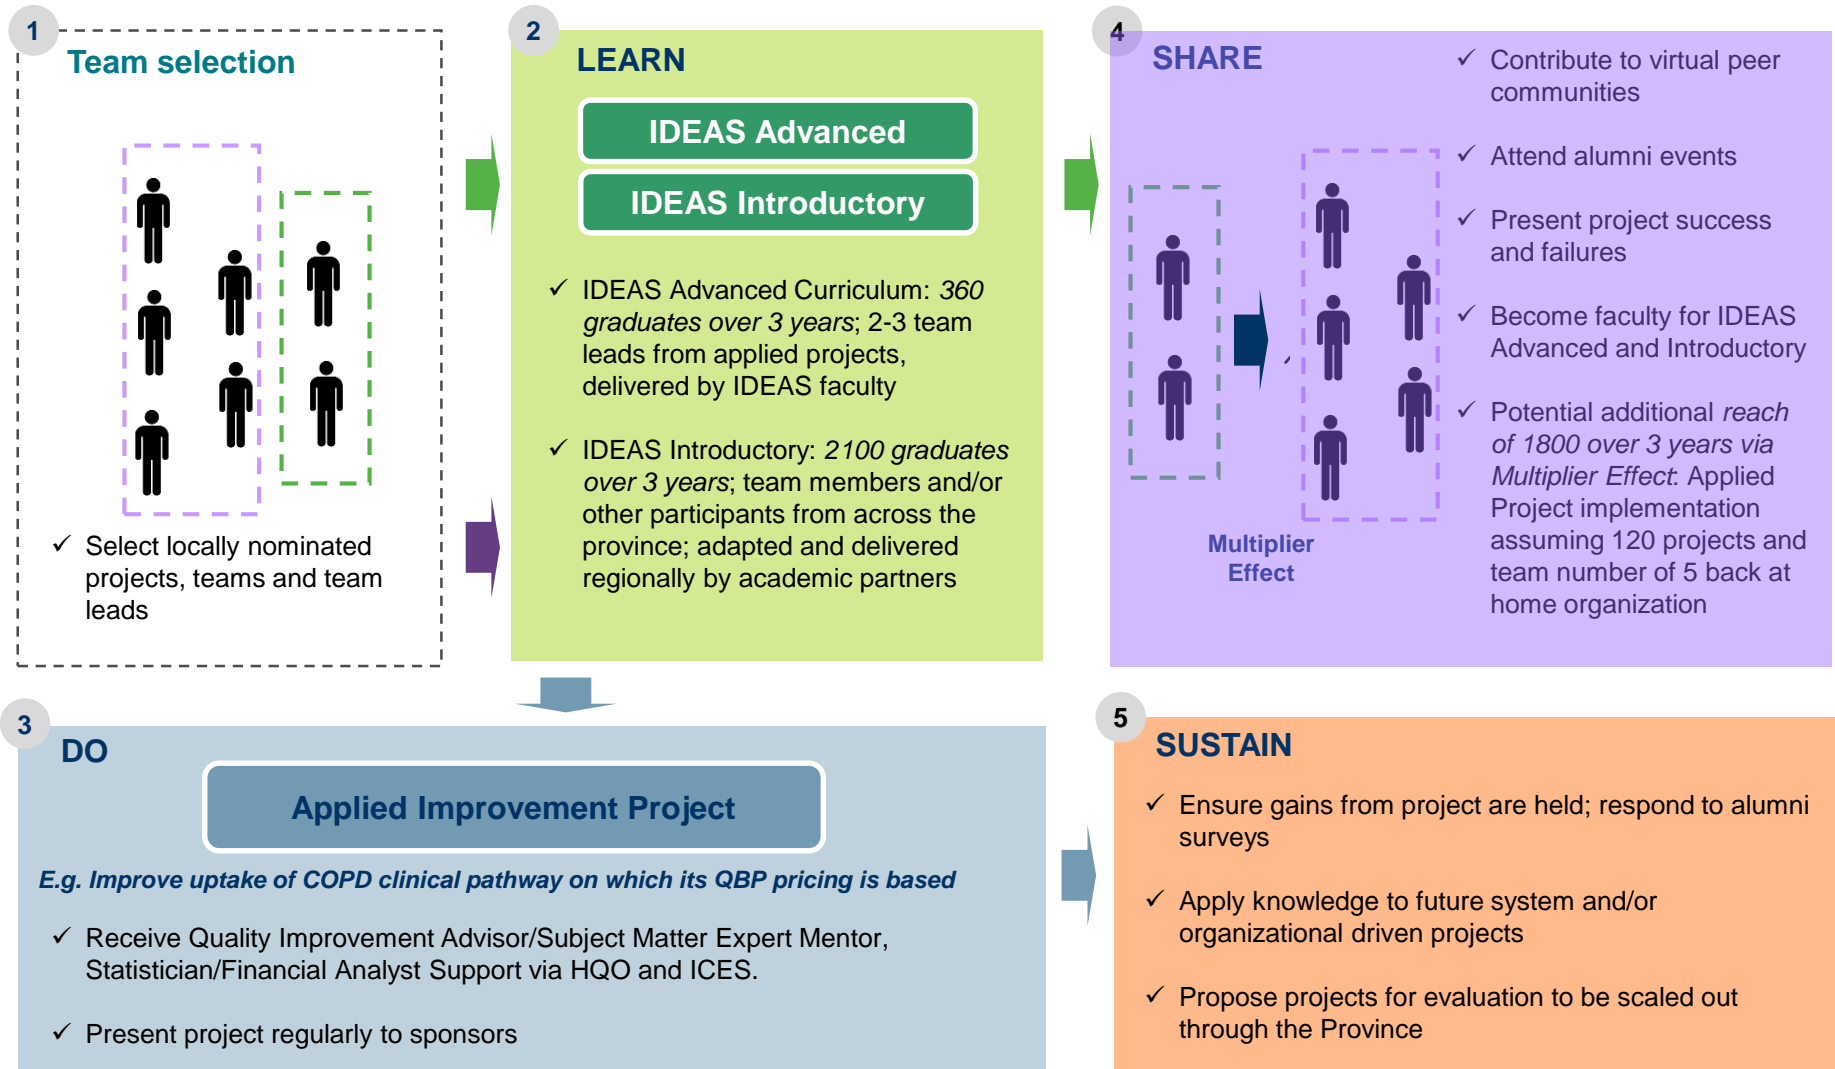 1
Team selection
✓ Select locally nominated
projects, teams and team
leads
2
LEARN
IDEAS Advanced
IDEAS Introductory
✓ IDEAS Advanced Curriculum: 360
graduates over 3 years; 2-3 team
leads from applied projects,
delivered by IDEAS faculty
✓ IDEAS Introductory: 2100 graduates
over 3 years; team members and/or
other participants from across the
province; adapted and delivered
regionally by academic partners
3
DO
Applied Improvement Project
E.g. Improve uptake of COPD clinical pathway on which its QBP pricing is based
✓ Receive Quality Improvement Advisor/Subject Matter Expert Mentor,
Statistician/Financial Analyst Support via HQO and ICES.
✓ Present project regularly to sponsors
4
SHARE
Multiplier
Effect
✓ Contribute to virtual peer
communities
✓ Attend alumni events
✓ Present project success
and failures
✓ Become faculty for IDEAS
Advanced and Introductory
✓ Potential additional reach
of 1800 over 3 years via
Multiplier Effect: Applied
Project implementation
assuming 120 projects and
team number of 5 back at
home organization
5
SUSTAIN
✓ Ensure gains from project are held; respond to alumni
surveys
✓ Apply knowledge to future system and/or
organizational driven projects
✓ Propose projects for evaluation to be scaled out
through the Province